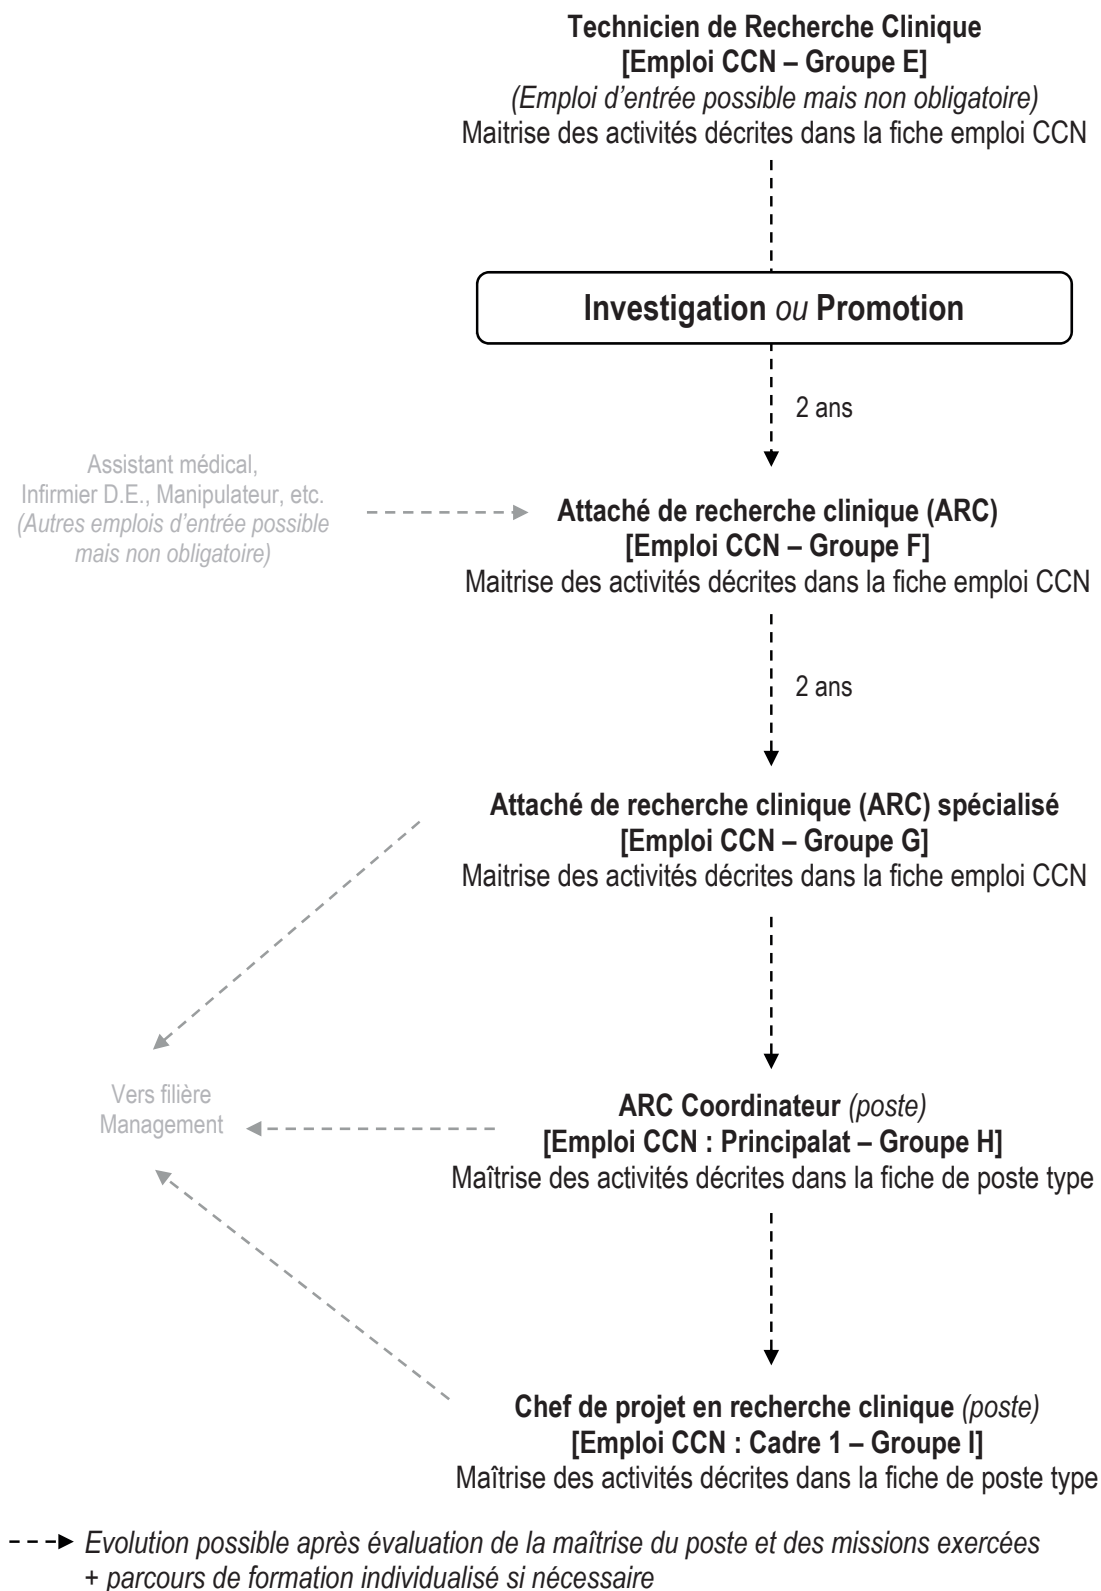 Technicien de Recherche Clinique
[Emploi CCN – Groupe E]
(Emploi d'entrée possible mais non obligatoire)
Maitrise des activités décrites dans la fiche emploi CCN
Investigation ou Promotion
2 ans
Assistant médical,
Infirmier D.E., Manipulateur, etc.
(Autres emplois d'entrée possible
mais non obligatoire)
Attaché de recherche clinique (ARC)
[Emploi CCN – Groupe F]
Maitrise des activités décrites dans la fiche emploi CCN
2 ans
Attaché de recherche clinique (ARC) spécialisé
[Emploi CCN – Groupe G]
Maitrise des activités décrites dans la fiche emploi CCN
Vers filière
Management
ARC Coordinateur (poste)
[Emploi CCN : Principalat – Groupe H]
Maîtrise des activités décrites dans la fiche de poste type
Chef de projet en recherche clinique (poste)
[Emploi CCN : Cadre 1 – Groupe I]
Maîtrise des activités décrites dans la fiche de poste type
Evolution possible après évaluation de la maîtrise du poste et des missions exercées
+ parcours de formation individualisé si nécessaire